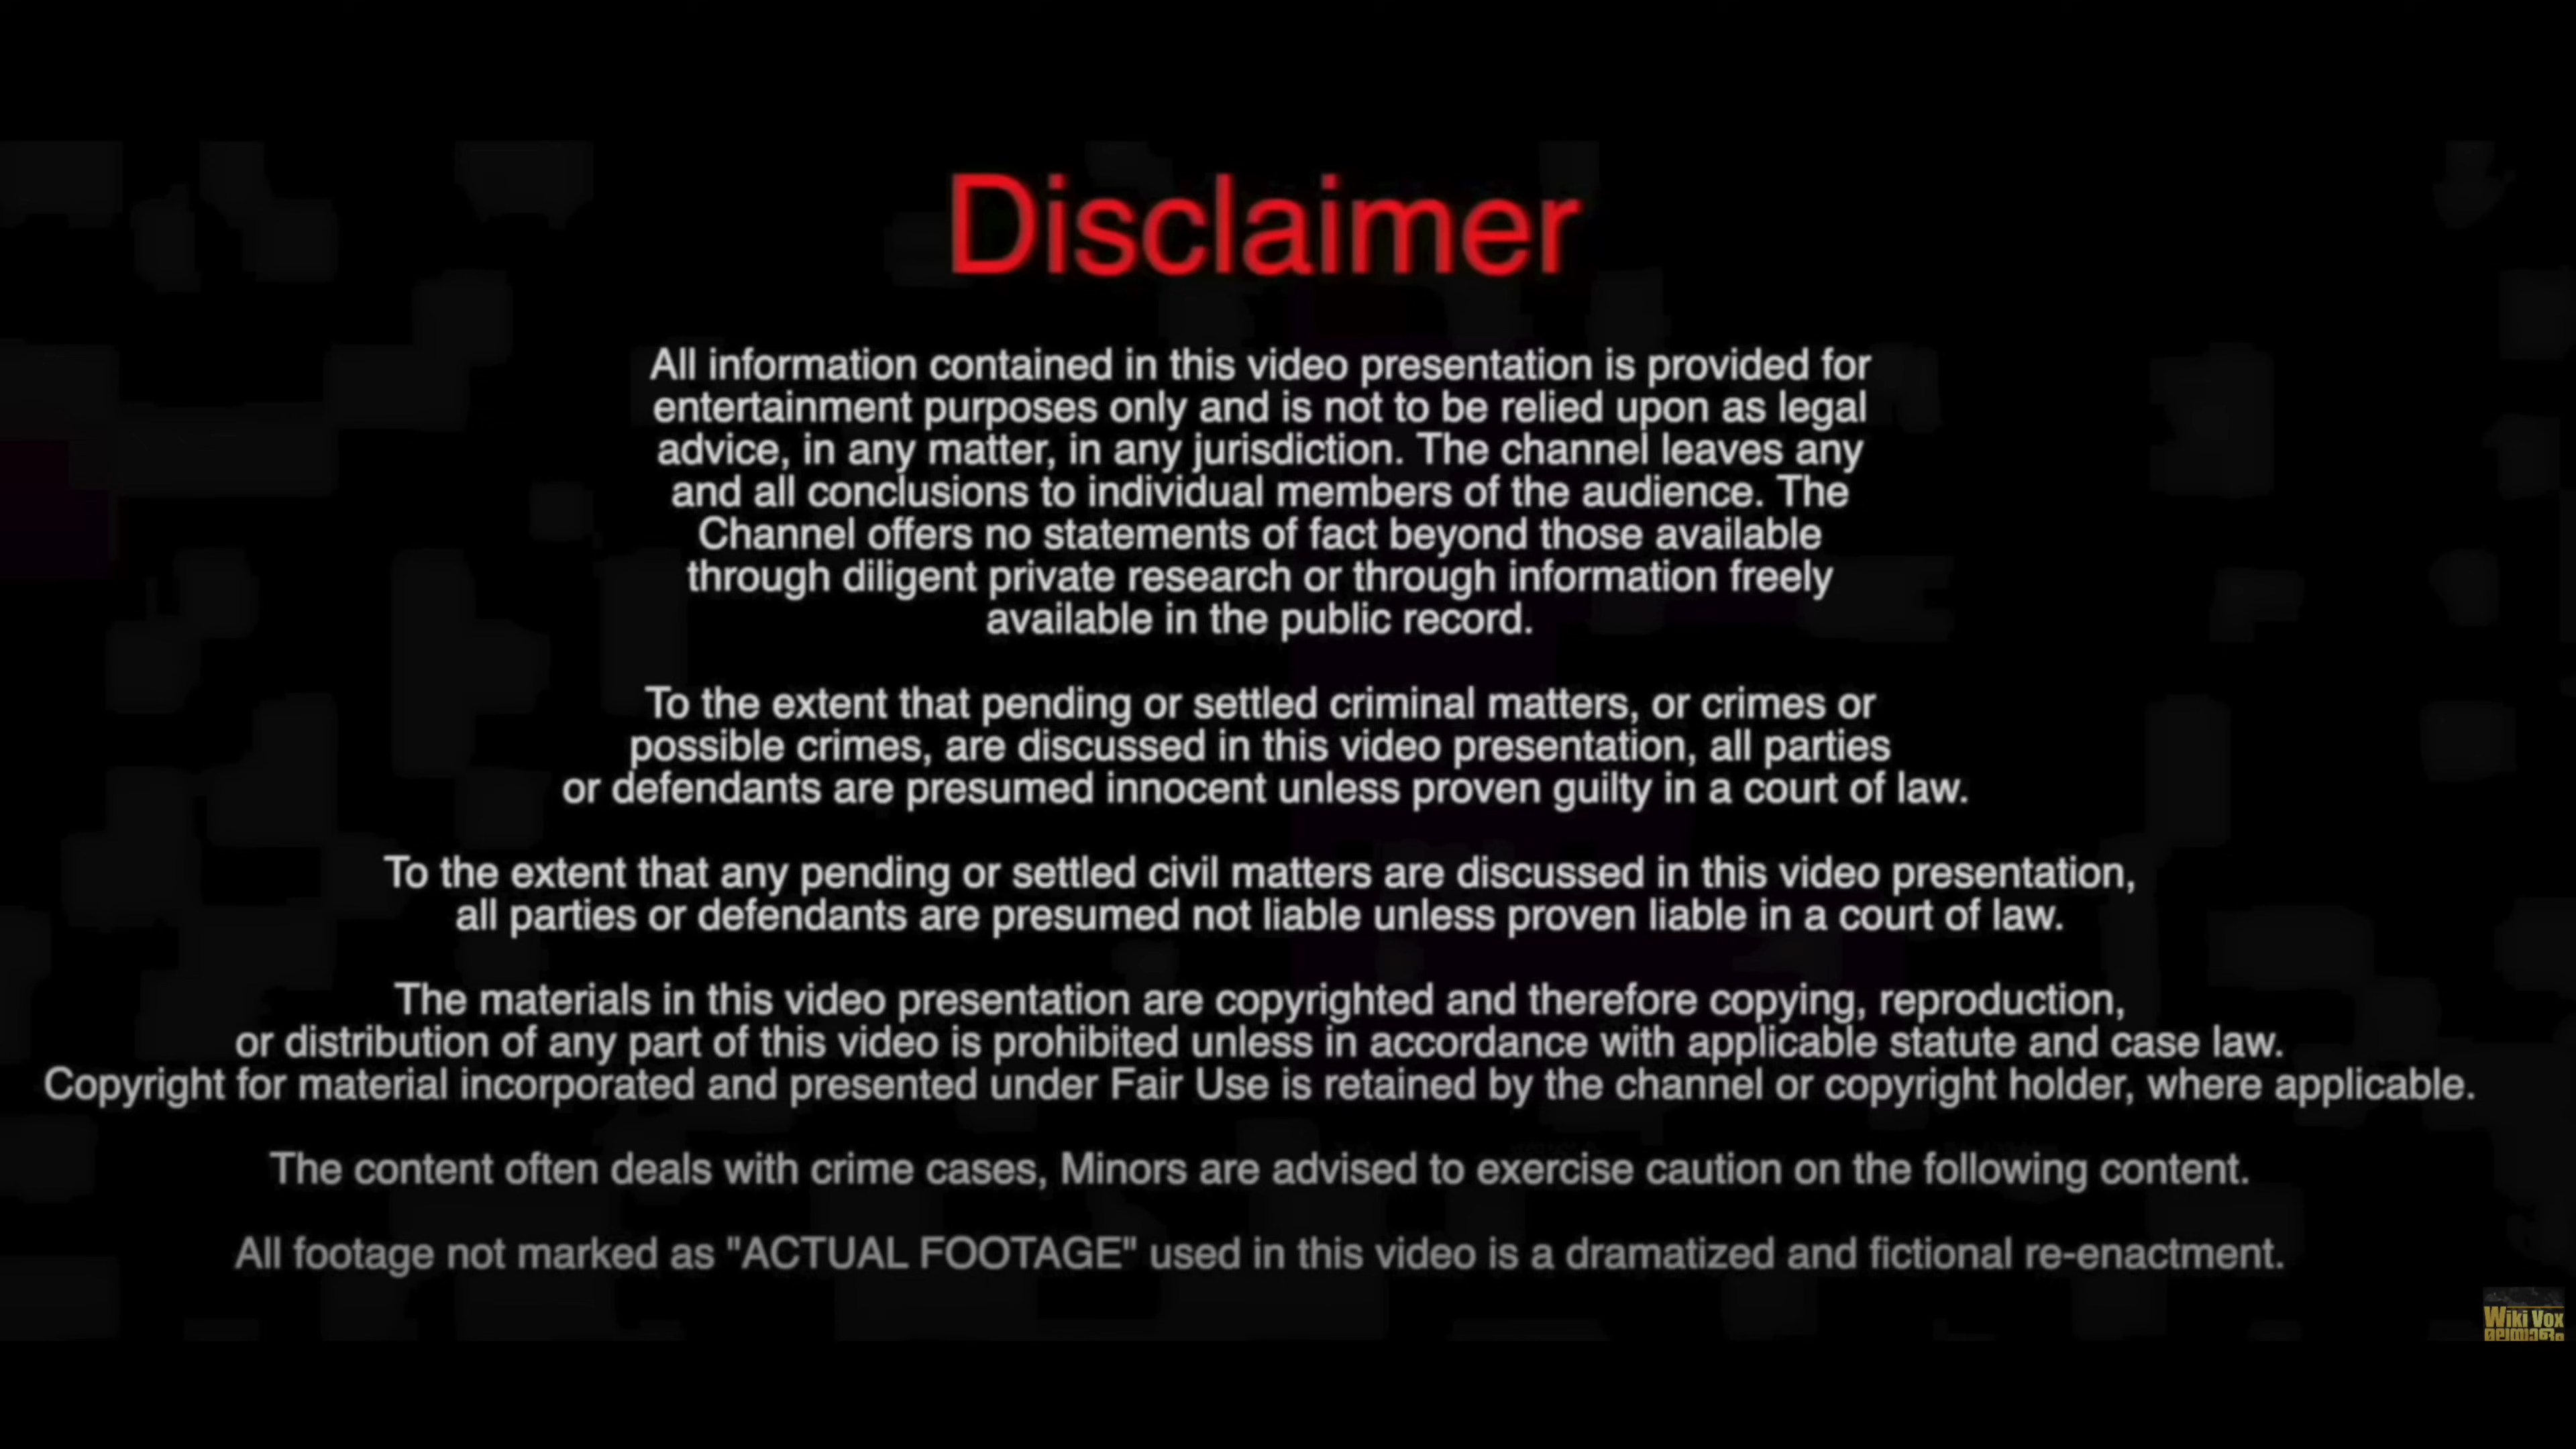 Disclaimer
All information contained in this video presentation is provided for
entertainment purposes only and is not to be relied upon as legal
advice, in any matter, in any jurisdiction. The channel leaves any
and all conclusions to individual members of the audience. The
Channel offers no statements of fact beyond those available
through diligent private research or through information freely
available in the public record.
To the extent that pending or settled criminal matters, or crimes or
possible crimes, are discussed in this video presentation, all parties
or defendants are presumed innocent unless proven guilty in a court of law.
To the extent that any pending or settled civil matters are discussed in this video presentation,
all parties or defendants are presumed not liable unless proven liable in a court of law.
The materials in this video presentation are copyrighted and therefore copying, reproduction,
or distribution of any part of this video is prohibited unless in accordance with applicable statute and case law.
Copyright for material incorporated and presented under Fair Use is retained by the channel or copyright holder, where applicable.
The content often deals with crime cases, Minors are advised to exercise caution on the following content.
All footage not marked as "ACTUAL FOOTAGE" used in this video is a dramatized and fictional re-enactment.
Wiki Vox